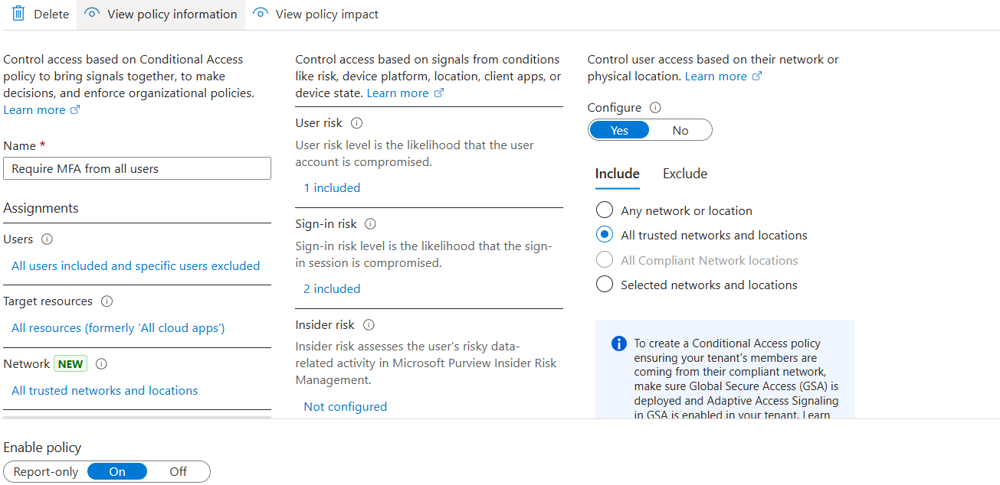 Delete
View policy information
View policy impact
Control access based on Conditional Access
policy to bring signals together, to make
decisions, and enforce organizational policies.
Learn more
Name *
Require MFA from all users
Assignments
Users
All users included and specific users excluded
Target resources
All resources (formerly 'All cloud apps')
Network NEW
All trusted networks and locations
Control access based on signals from conditions
like risk, device platform, location, client apps, or
device state. Learn more
User risk
User risk level is the likelihood that the user
account is compromised.
1 included
Sign-in risk
Sign-in risk level is the likelihood that the sign-
in session is compromised.
2 included
Insider risk
Insider risk assesses the user's risky data-
related activity in Microsoft Purview Insider Risk
Management.
Not configured
Control user access based on their network or
physical location. Learn more
Configure
Yes
No
Include
Exclude
Any network or location
All trusted networks and locations
All Compliant Network locations
Selected networks and locations
To create a Conditional Access policy
ensuring your tenant's members are
coming from their compliant network,
make sure Global Secure Access (GSA) is
deployed and Adaptive Access Signaling
in GSA is enabled in your tenant. Learn
Enable policy
Report-only
On
Off